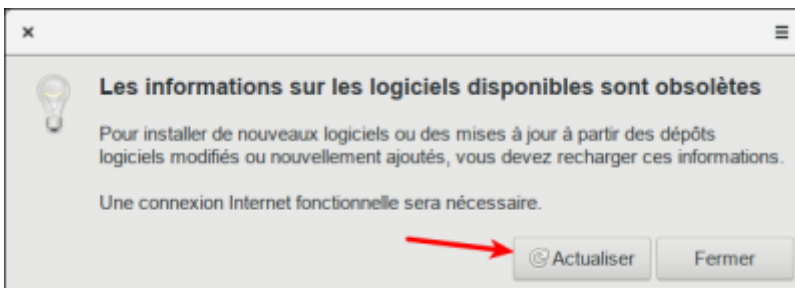 Les informations sur les logiciels disponibles sont obsolètes
Pour installer de nouveaux logiciels ou des mises à jour à partir des dépôts
logiciels modifiés ou nouvellement ajoutés, vous devez recharger ces informations.
Une connexion Internet fonctionnelle sera nécessaire.
Actualiser Fermer